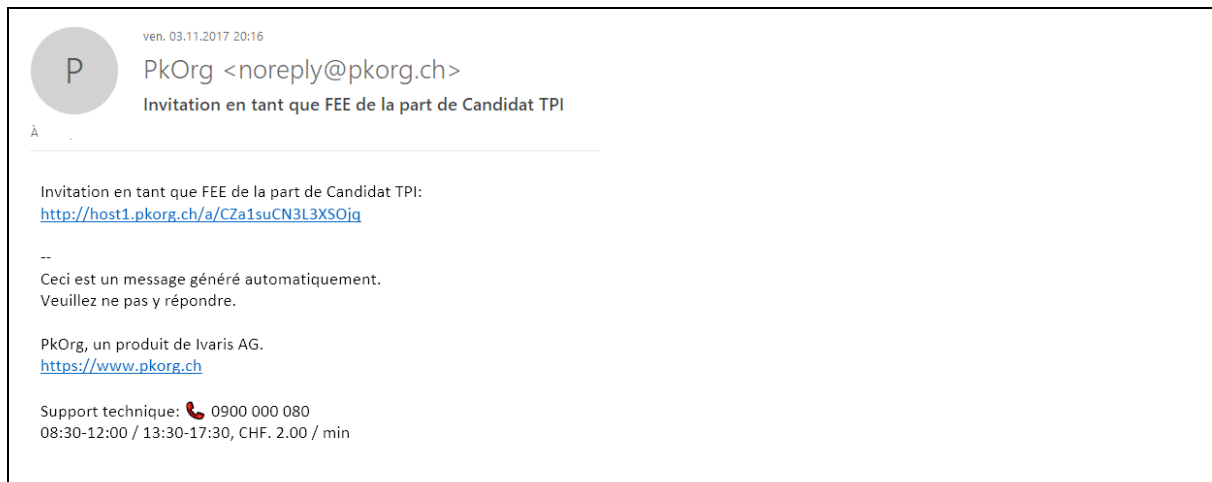 ven. 03.11.2017 20:16
P
PkOrg <noreply@pkorg.ch>
Invitation en tant que FEE de la part de Candidat TPI
À
Invitation en tant que FEE de la part de Candidat TPI:
http://host1.pkorg.ch/a/CZa1suCN3L3XSOjq
--
Ceci est un message généré automatiquement.
Veuillez ne pas y répondre.
PkOrg, un produit de Ivaris AG.
https://www.pkorg.ch
Support technique: 0900 000 080
08:30-12:00 / 13:30-17:30, CHF. 2.00 / min